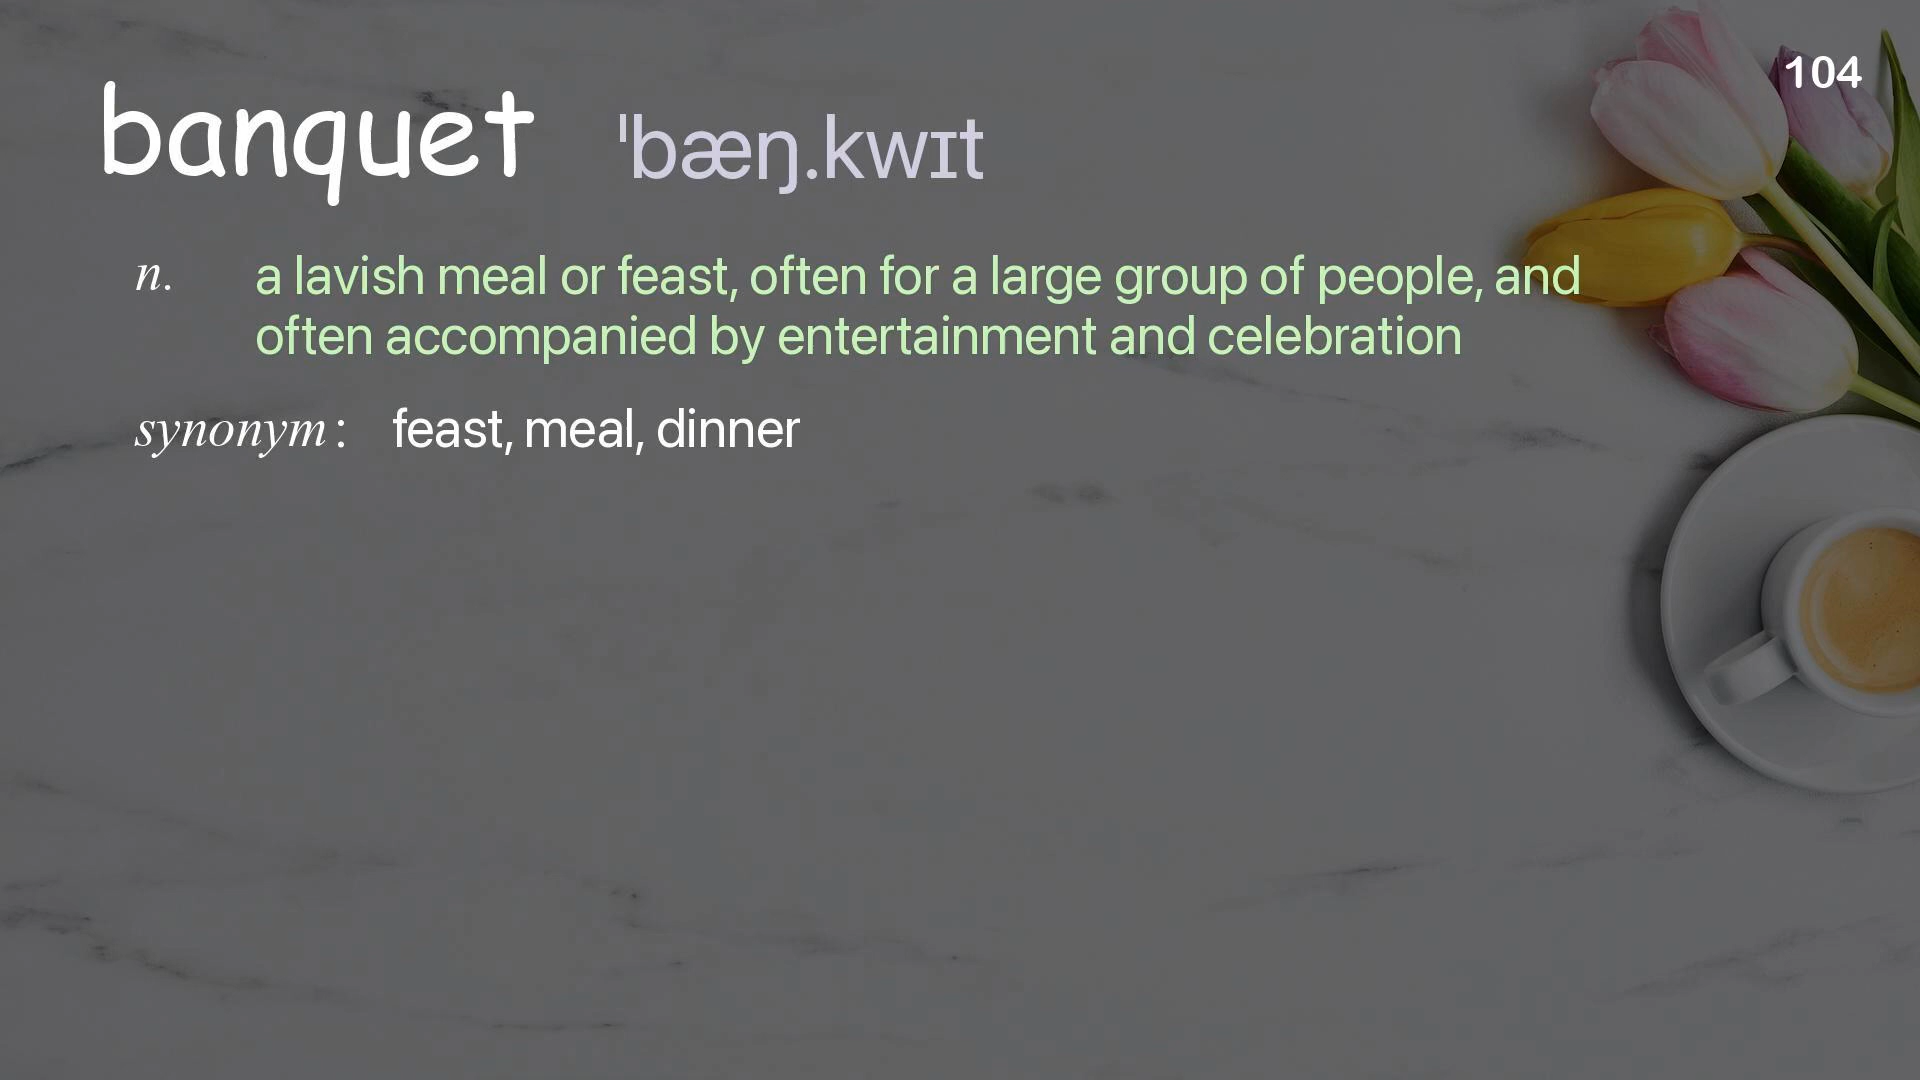 104
banquet ˈbæŋ.kwɪt
n. a lavish meal or feast, often for a large group of people, and
often accompanied by entertainment and celebration
synonym: feast, meal, dinner